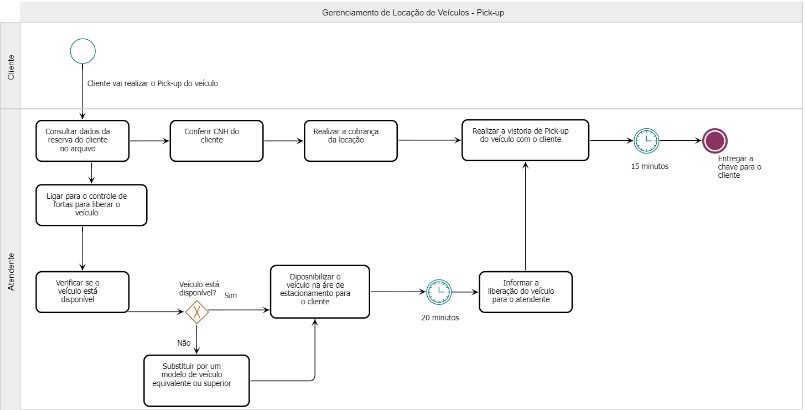 Gerenciamento de Locação de Veículos - Pick-up
Cliente
Cliente vai realizar o Pick-up do veículo
Atendente
Consultar dados da
reserva do cliente
no arquivo
Conferir CNH do
cliente
Realizar a cobrança
da locação
Realizar a vistoria de Pick-up
do veículo com o cliente
15 minutos
Entregar a
chave para o
cliente
Ligar para o controle de
fortas para liberar o
veículo
Verificar se o
veículo está
disponível
Veículo está
disponível?
Sim
Não
Diposnibilizar o
veículo na áre de
estacionamento para
o cliente
20 minutos
Informar a
liberação do veículo
para o atendente
Substituir por um
modelo de veículo
equivalente ou superior